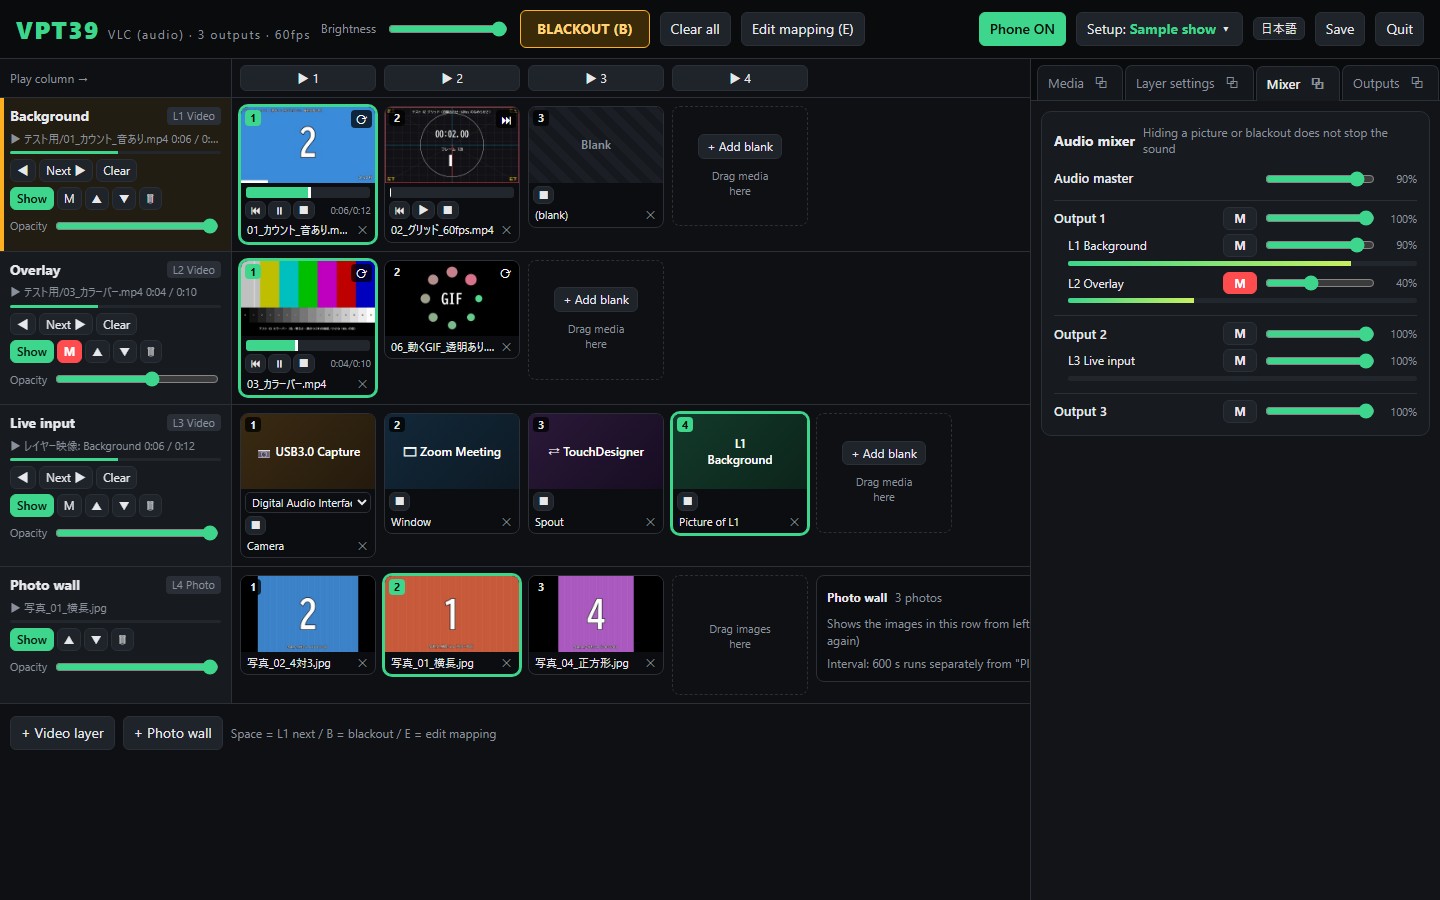 VPT39 VLC (audio) · 3 outputs · 60fps
Brightness
BLACKOUT (B)
Clear all
Edit mapping (E)
Phone ON
Setup: Sample show ▾
日本語
Save
Quit
Play column →
▶ 1
▶ 2
▶ 3
▶ 4
Background
L1 Video
▶ テスト用/01_カウント_音あり.mp4 0:06 / 0:...
◀ Next ▶ Clear
Show M ▲ ▼
Opacity
1
2
0:06/0:12
01_カウント_音あり.m... ×
2
00:02.00
02_グリッド_60fps.mp4 ×
3
Blank
(blank) ×
+ Add blank
Drag media
here
Overlay
L2 Video
▶ テスト用/03_カラーバー.mp4 0:04 / 0:10
◀ Next ▶ Clear
Show M ▲ ▼
Opacity
1
0:04/0:10
03_カラーバー.mp4 ×
2
GIF
06_動くGIF_透明あり.... ×
+ Add blank
Drag media
here
Live input
L3 Video
▶ レイヤー映像: Background 0:06 / 0:12
◀ Next ▶ Clear
Show M ▲ ▼
Opacity
1
USB3.0 Capture
Digital Audio Interfac
Camera ×
2
Zoom Meeting
Window ×
3
⇄ TouchDesigner
Spout ×
4
L1
Background
Picture of L1 ×
+ Add blank
Drag media
here
Photo wall
L4 Photo
▶ 写真_01_横長.jpg
Show ▲ ▼
Opacity
1
2
写真_02_4対3.jpg ×
2
1
写真_01_横長.jpg ×
3
4
写真_04_正方形.jpg ×
Drag images
here
Photo wall 3 photos
Shows the images in this row from left
again)
Interval: 600 s runs separately from "Pl
+ Video layer
+ Photo wall
Space = L1 next / B = blackout / E = edit mapping
Media
Layer settings
Mixer
Outputs
Audio mixer
Hiding a picture or blackout does not stop the
sound
Audio master 90%
Output 1 M 100%
L1 Background M 90%
L2 Overlay M 40%
Output 2 M 100%
L3 Live input M 100%
Output 3 M 100%